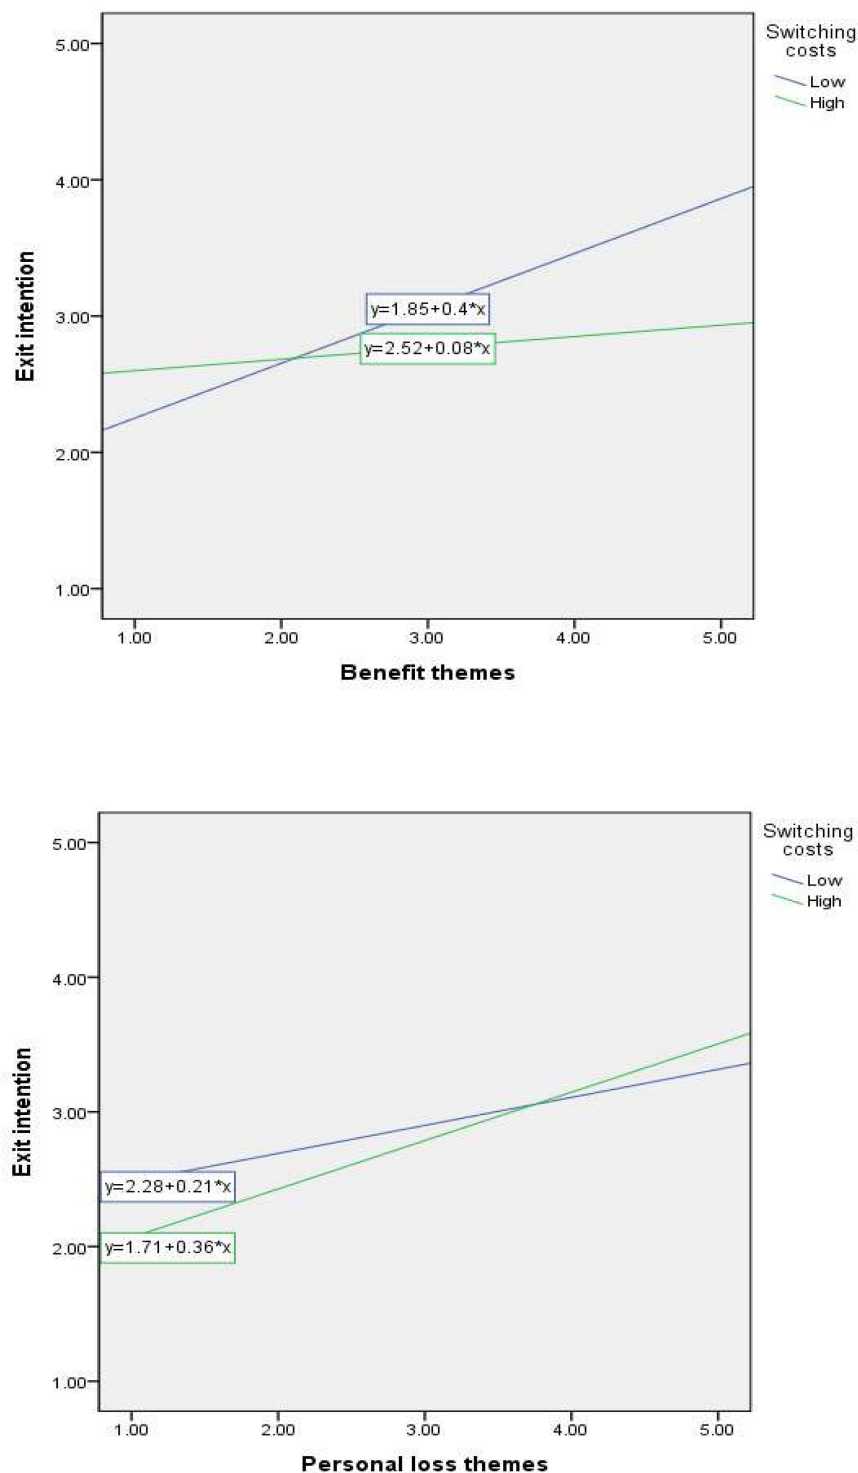 Switching
costs
Low
High
5.00
4.00
3.00
2.00
1.00
Exit intention
y=1.85+0.4*x
y=2.52+0.08*x
1.00 2.00 3.00 4.00 5.00
Benefit themes
Switching
costs
Low
High
5.00
4.00
3.00
2.00
1.00
Exit intention
y=2.28+0.21*x
y=1.71+0.36*x
1.00 2.00 3.00 4.00 5.00
Personal loss themes